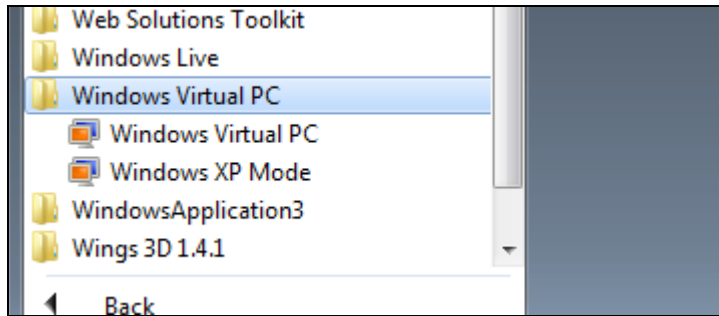 Web Solutions Toolkit
Windows Live
Windows Virtual PC
Windows Virtual PC
Windows XP Mode
WindowsApplication3
Wings 3D 1.4.1
Back